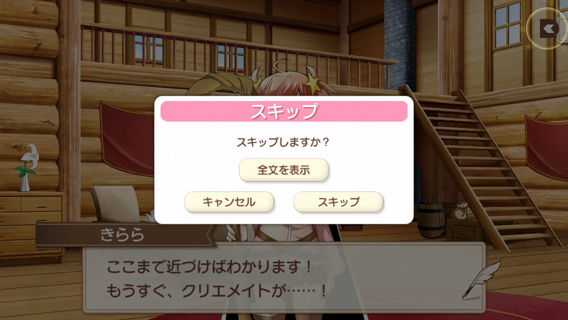 スキップ
スキップしますか？
全文を表示
キャンセル
スキップ
きらら
ここまで近づけばわかります！
もうすぐ、クリエメイトが……！